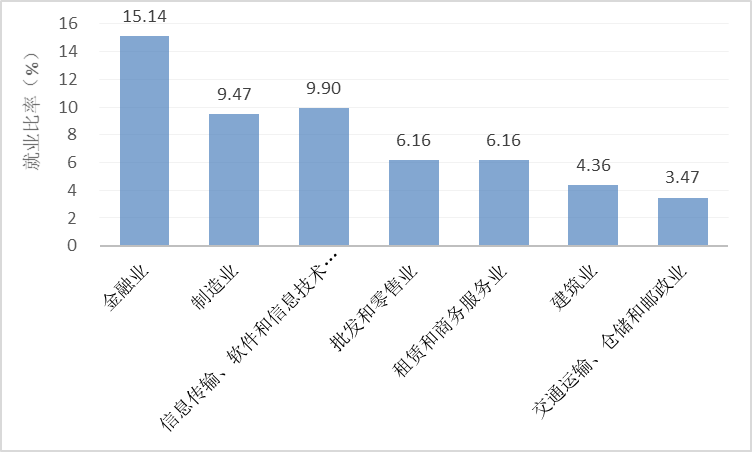 就业比率（%）
16
14
12
10
8
6
4
2
0
15.14
9.47
9.90
6.16
6.16
4.36
3.47
金融业
制造业
信息传输、软件和信息技术…
批发和零售业
租赁和商务服务业
建筑业
交通运输、仓储和邮政业